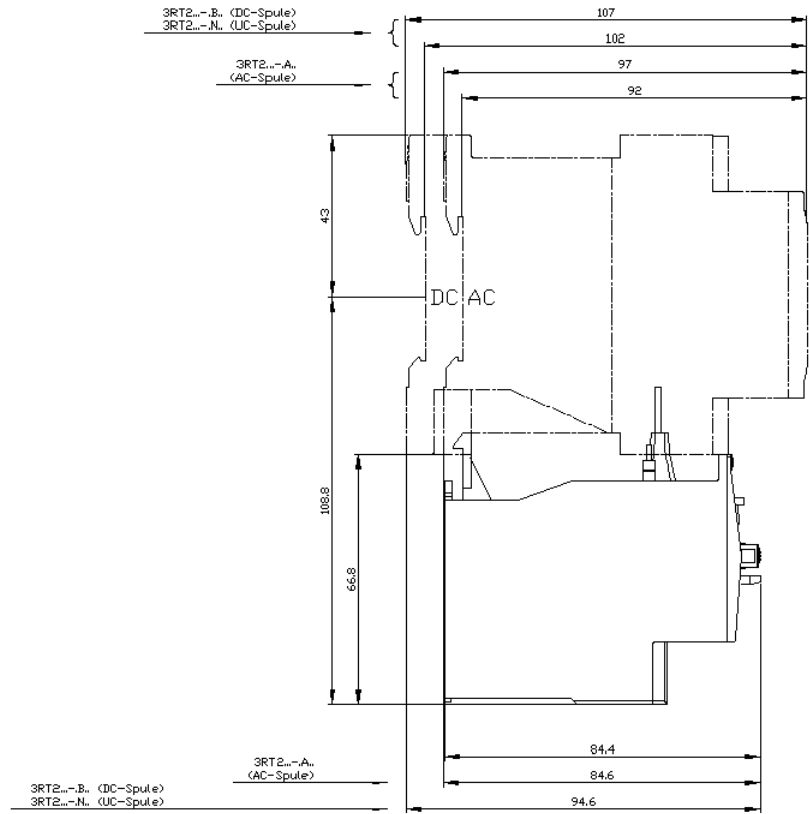 3RT2...-.B.. (DC-Spule)
3RT2...-.N.. (UC-Spule)
107
102
3RT2...-.A..
(AC-Spule)
97
92
43
DC AC
108.8
66.8
84.4
3RT2...-.A..
(AC-Spule)
84.6
3RT2...-.B.. (DC-Spule)
3RT2...-.N.. (UC-Spule)
94.6